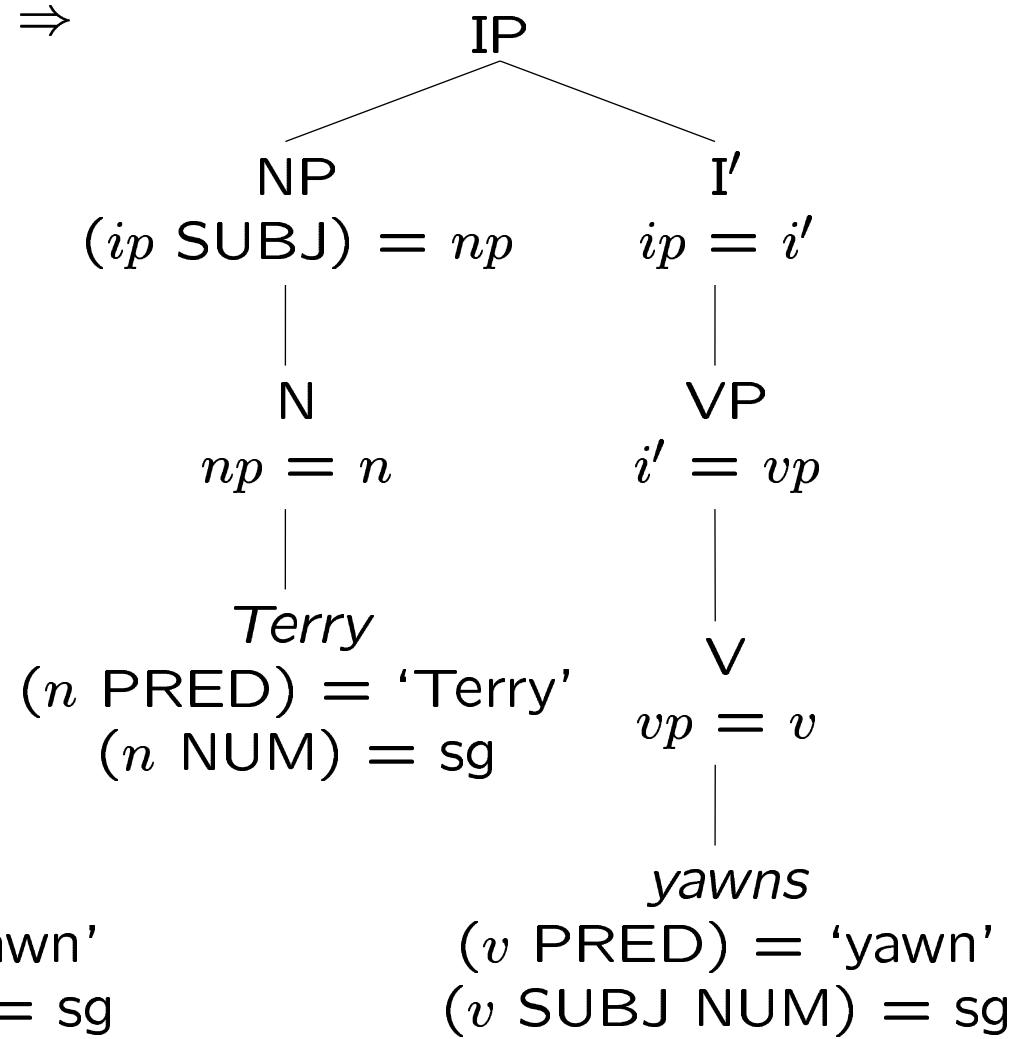 ⇒
IP
NP I′
(ip SUBJ) = np ip = i′
N VP
np = n i′ = vp
Terry
(n PRED) = ‘Terry’ V
(n NUM) = sg vp = v
yawns
(v PRED) = ‘yawn’
= sg (v SUBJ NUM) = sg